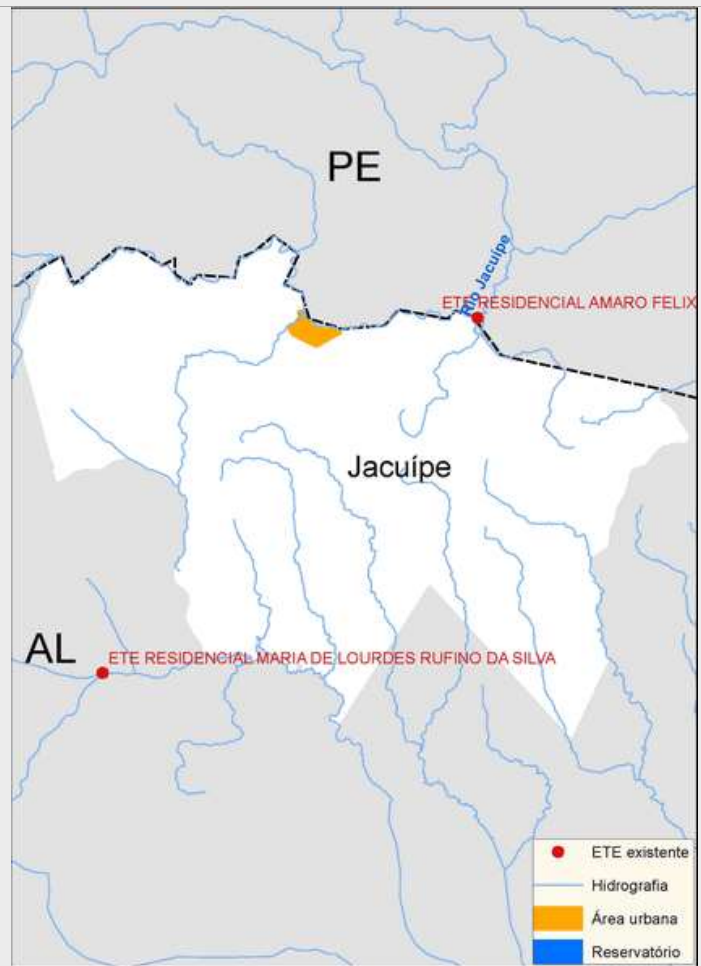 PE
Rio Jacuípe
ETE RESIDENCIAL AMARO FELIX
Jacuípe
AL
ETE RESIDENCIAL MARIA DE LOURDES RUFINO DA SILVA
ETE existente
Hidrografia
Área urbana
Reservatório